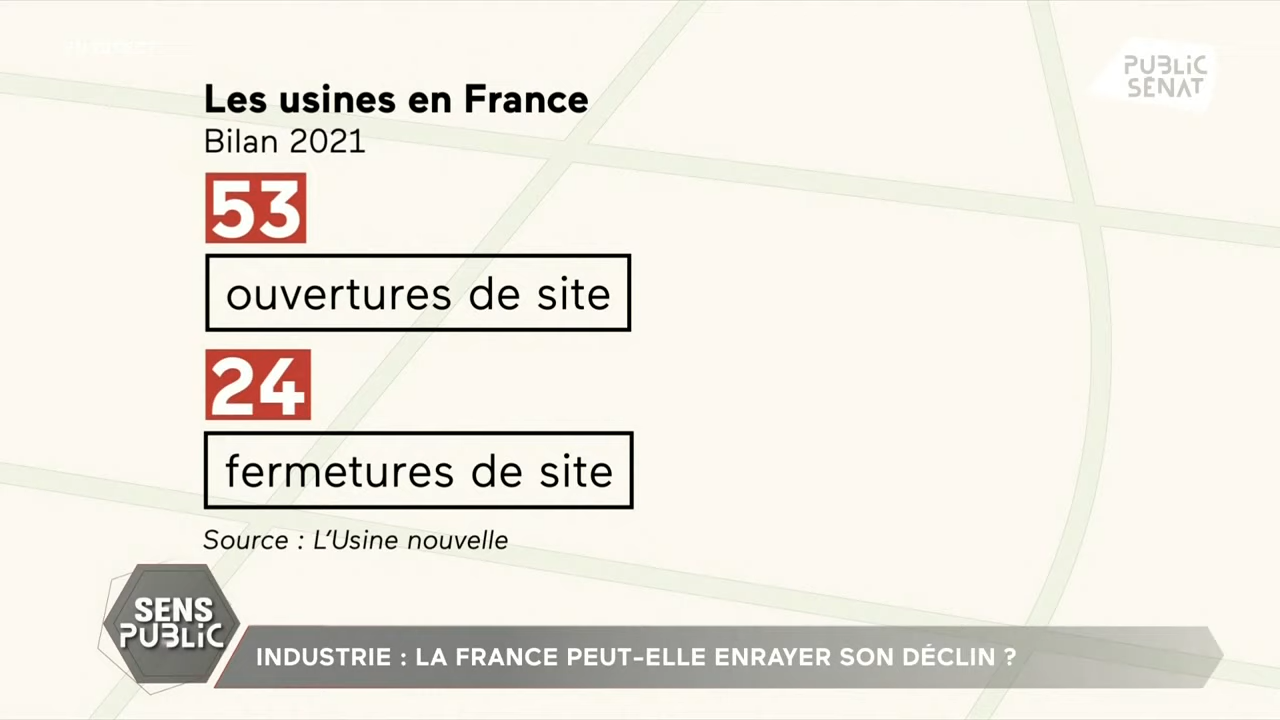 PUBLIC
SÉNAT
Les usines en France
Bilan 2021
53
ouvertures de site
24
fermetures de site
Source : L'Usine nouvelle
SENS
PUBLIC
INDUSTRIE : LA FRANCE PEUT-ELLE ENRAYER SON DÉCLIN ?